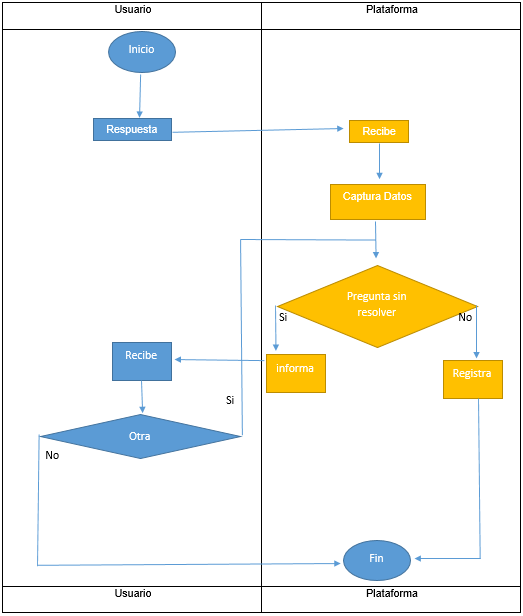 Usuario
Plataforma
Inicio
Respuesta
Recibe
Captura Datos
Pregunta sin
resolver
Si
No
Recibe
informa
Registra
Si
Otra
No
Fin
Usuario
Plataforma